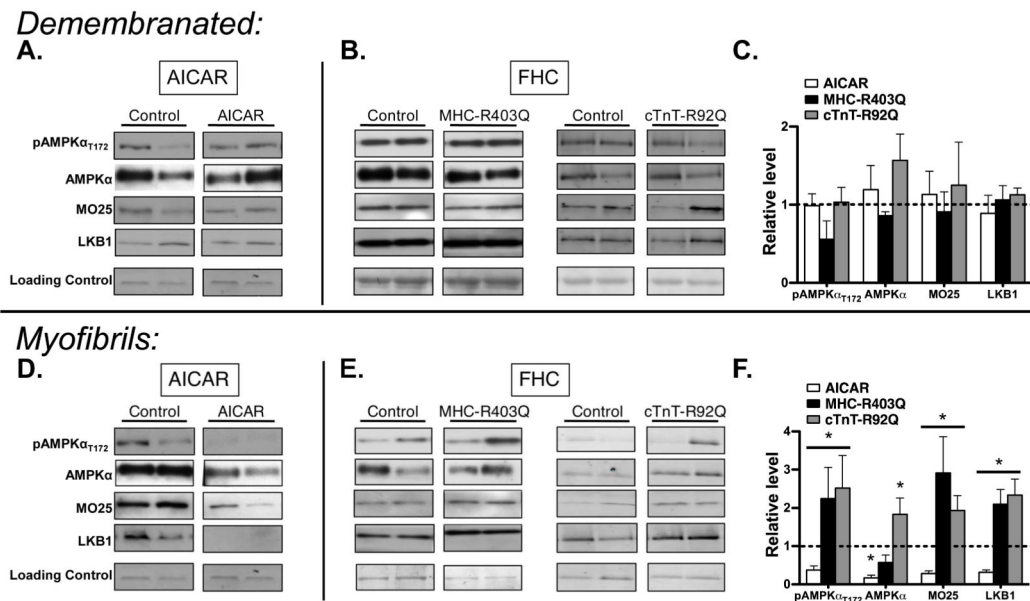 Demembranated:
A.
AICAR
Control AICAR
pAMPKαT172
AMPKα
MO25
LKB1
Loading Control
B.
FHC
Control MHC-R403Q Control cTnT-R92Q
C.
AICAR
MHC-R403Q
cTnT-R92Q
Relative level
2
1
0
pAMPKαT172 AMPKα MO25 LKB1
Myofibrils:
D.
AICAR
Control AICAR
pAMPKαT172
AMPKα
MO25
LKB1
Loading Control
E.
FHC
Control MHC-R403Q Control cTnT-R92Q
F.
AICAR
MHC-R403Q
cTnT-R92Q
Relative level
4
3
2
1
0
* * * * *
pAMPKαT172 AMPKα MO25 LKB1